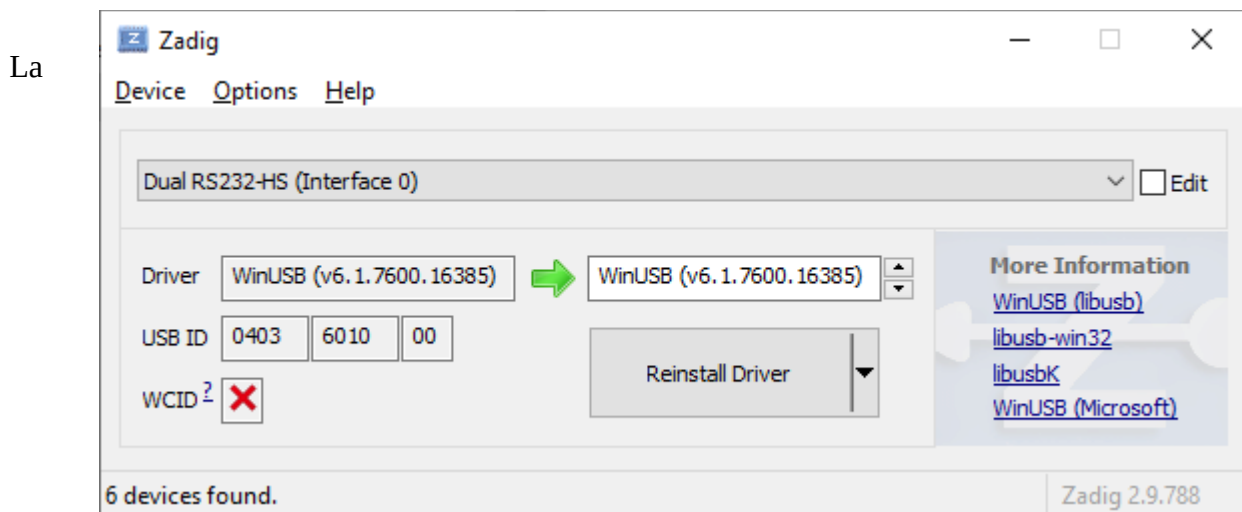 La
Zadig
Device Options Help
Dual RS232-HS (Interface 0)
Edit
Driver WinUSB (v6.1.7600.16385) WinUSB (v6.1.7600.16385)
USB ID 0403 6010 00
WCID ?
Reinstall Driver
More Information
WinUSB (libusb)
libusb-win32
libusbK
WinUSB (Microsoft)
6 devices found.
Zadig 2.9.788